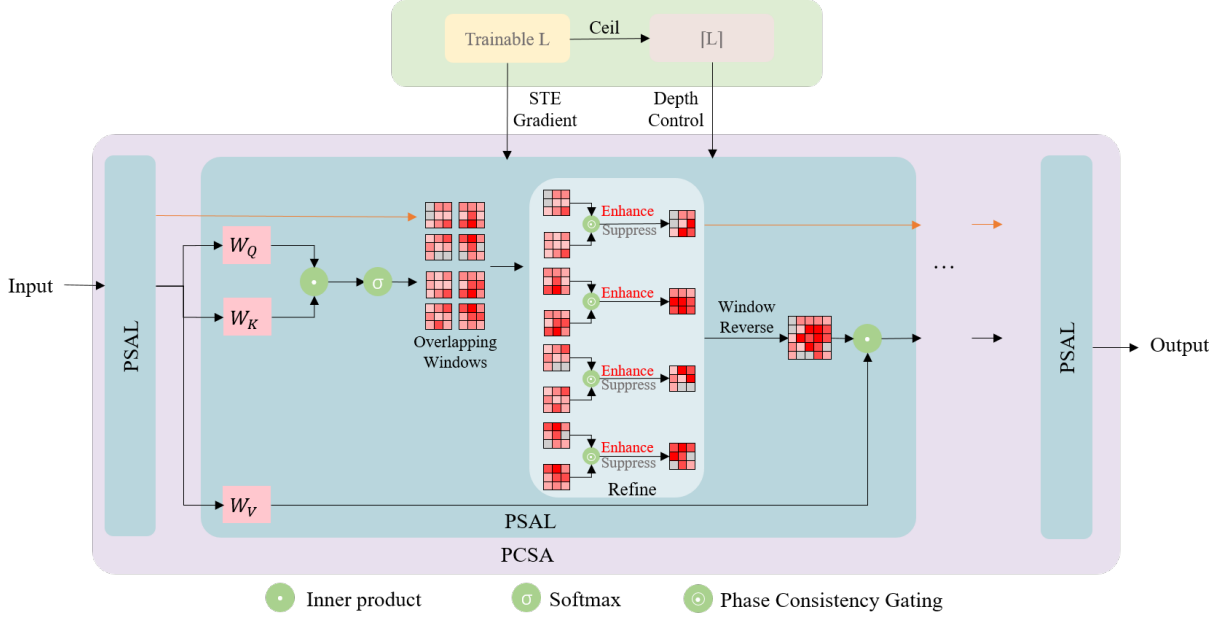 Trainable L
Ceil
⌈L⌉
STE
Gradient
Depth
Control
Input
PSAL
W_Q
W_K
W_V
σ
Overlapping
Windows
Enhance
Suppress
Enhance
Enhance
Suppress
Enhance
Suppress
Refine
Window
Reverse
...
PSAL
Output
PSAL
PCSA
Inner product
σ
Softmax
Phase Consistency Gating